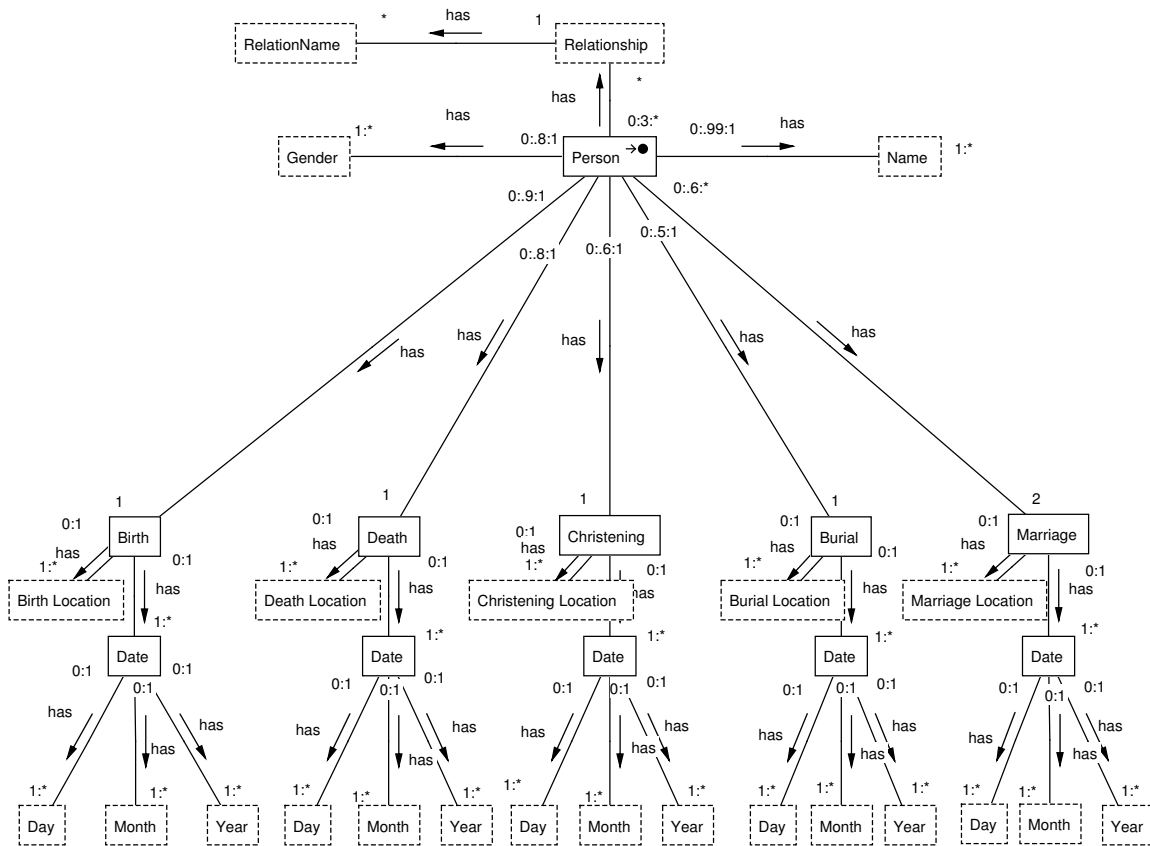 * has 1
RelationName Relationship
has *
1:* has 0:.8:1 0:3:* 0:.99:1 has
Gender Person Name 1:*
0:.9:1 0:.8:1 0:.6:1 0:.5:1 0:.6:*
has has has has has
1 1 1 1 2
0:1 Birth 0:1 Death 0:1 Christening 0:1 Burial 0:1 Marriage
has 0:1 has 0:1 has 0:1 has 0:1 has 0:1
1:* 1:* 1:* 1:* 1:*
Birth Location has Death Location has Christening Location has Burial Location has Marriage Location has
1:* 1:* 1:* 1:* 1:*
Date Date Date Date Date
0:1 0:1 0:1 0:1 0:1 0:1 0:1 0:1 0:1 0:1 0:1 0:1 0:1 0:1 0:1
has has has has has has has has has has has has has has has
1:* 1:* 1:* 1:* 1:* 1:* 1:* 1:* 1:* 1:* 1:* 1:* 1:* 1:* 1:*
Day Month Year Day Month Year Day Month Year Day Month Year Day Month Year